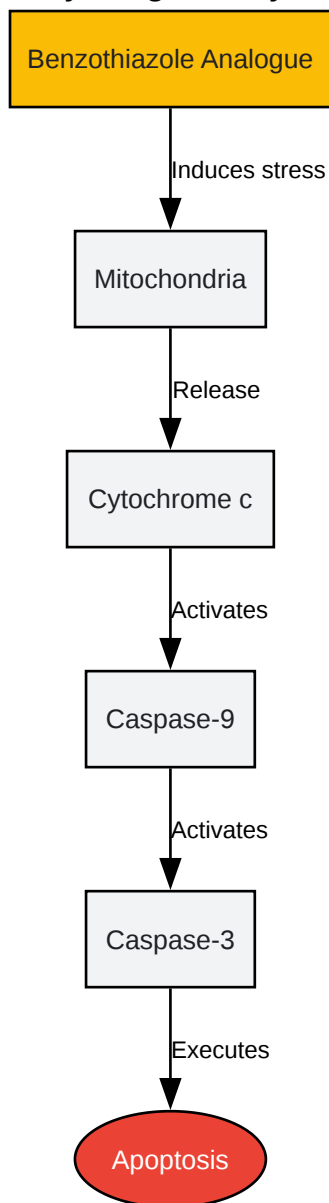 Benzothiazole Analogue
Induces stress
Mitochondria
Release
Cytochrome c
Activates
Caspase-9
Activates
Caspase-3
Executes
Apoptosis